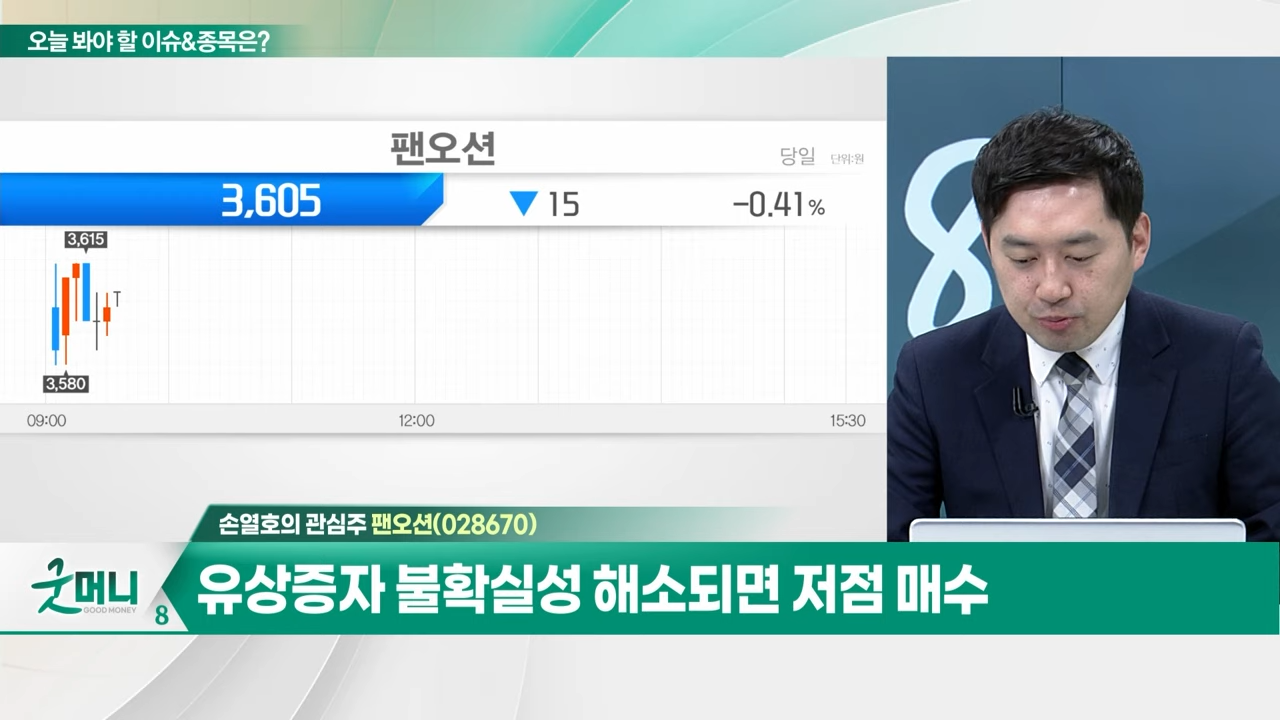 오늘 봐야 할 이슈&종목은?
팬오션
당일 단위:원
3,605 ▼ 15 -0.41%
3,615
3,580
09:00 12:00 15:30
8
손열호의 관심주 팬오션(028670)
굿머니
GOOD MONEY
8
유상증자 불확실성 해소되면 저점 매수